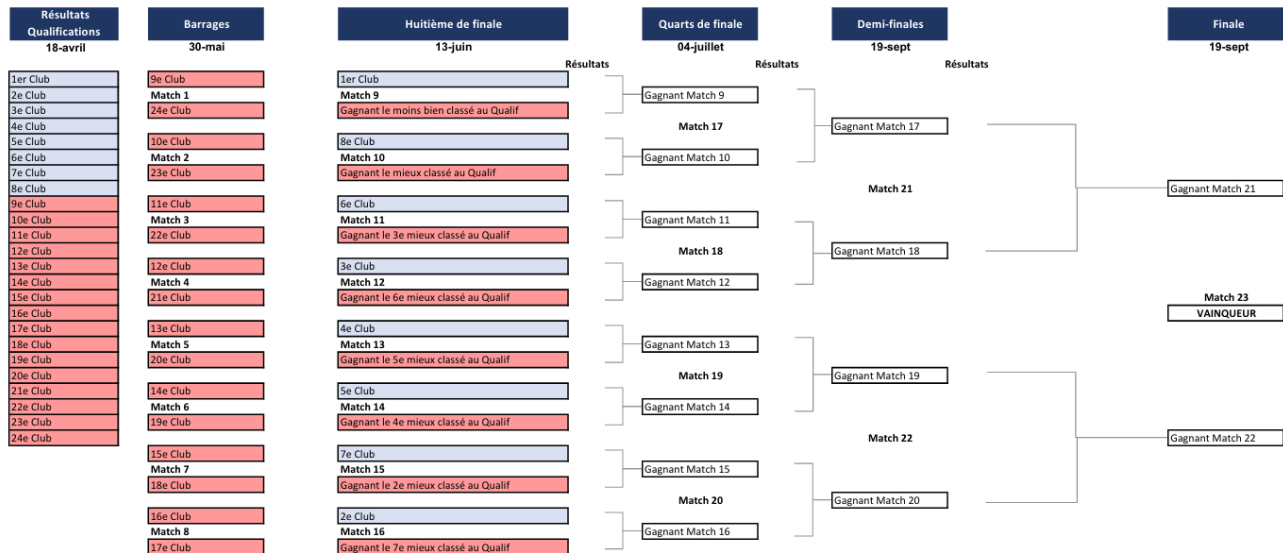 Résultats
Qualifications
18-avril
1er Club
2e Club
3e Club
4e Club
5e Club
6e Club
7e Club
8e Club
9e Club
10e Club
11e Club
12e Club
13e Club
14e Club
15e Club
16e Club
17e Club
18e Club
19e Club
20e Club
21e Club
22e Club
23e Club
24e Club
Barrages
30-mai
9e Club
Match 1
24e Club
10e Club
Match 2
23e Club
11e Club
Match 3
22e Club
12e Club
Match 4
21e Club
13e Club
Match 5
20e Club
14e Club
Match 6
19e Club
15e Club
Match 7
18e Club
16e Club
Match 8
17e Club
Huitième de finale
13-juin
Résultats
1er Club
Match 9
Gagnant le moins bien classé au Qualif
8e Club
Match 10
Gagnant le mieux classé au Qualif
6e Club
Match 11
Gagnant le 3e mieux classé au Qualif
3e Club
Match 12
Gagnant le 6e mieux classé au Qualif
4e Club
Match 13
Gagnant le 5e mieux classé au Qualif
5e Club
Match 14
Gagnant le 4e mieux classé au Qualif
7e Club
Match 15
Gagnant le 2e mieux classé au Qualif
2e Club
Match 16
Gagnant le 7e mieux classé au Qualif
Quarts de finale
04-juillet
Résultats
Gagnant Match 9
Match 17
Gagnant Match 10
Gagnant Match 11
Match 18
Gagnant Match 12
Gagnant Match 13
Match 19
Gagnant Match 14
Gagnant Match 15
Match 20
Gagnant Match 16
Demi-finales
19-sept
Résultats
Gagnant Match 17
Match 21
Gagnant Match 18
Gagnant Match 19
Match 22
Gagnant Match 20
Finale
19-sept
Gagnant Match 21
Match 23
VAINQUEUR
Gagnant Match 22